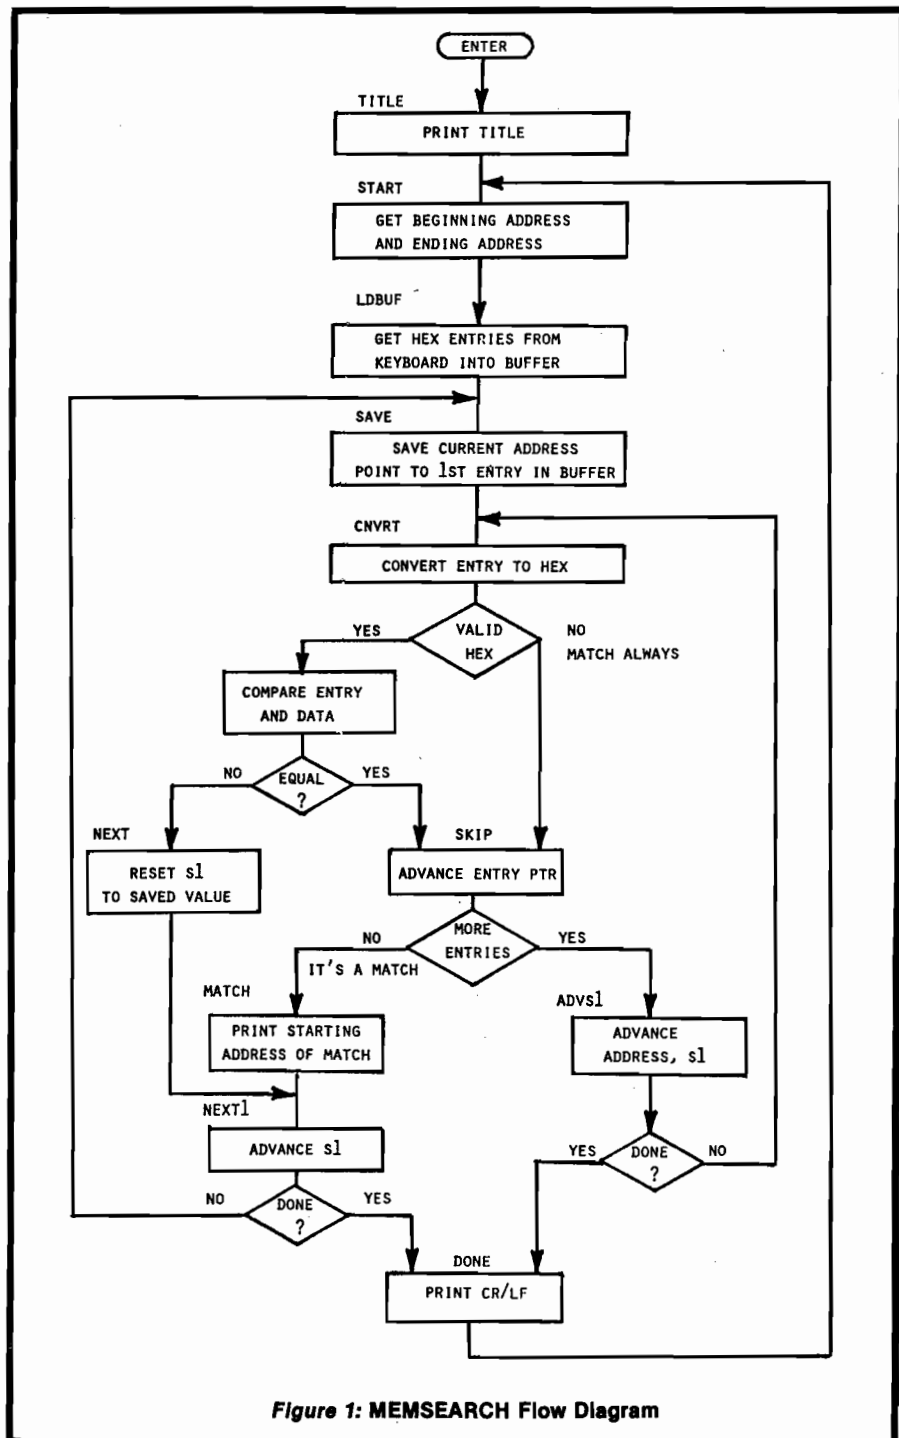 ENTER
TITLE
PRINT TITLE
START
GET BEGINNING ADDRESS
AND ENDING ADDRESS
LDBUF
GET HEX ENTRIES FROM
KEYBOARD INTO BUFFER
SAVE
SAVE CURRENT ADDRESS
POINT TO 1ST ENTRY IN BUFFER
CNVRT
CONVERT ENTRY TO HEX
YES
VALID
HEX
NO
MATCH ALWAYS
COMPARE ENTRY
AND DATA
NO
EQUAL
?
YES
NEXT
RESET S1
TO SAVED VALUE
SKIP
ADVANCE ENTRY PTR
NO
IT'S A MATCH
MORE
ENTRIES
YES
MATCH
PRINT STARTING
ADDRESS OF MATCH
ADVS1
ADVANCE
ADDRESS, S1
NEXT1
ADVANCE S1
YES
DONE
?
NO
NO
DONE
?
YES
DONE
PRINT CR/LF
Figure 1: MEMSEARCH Flow Diagram